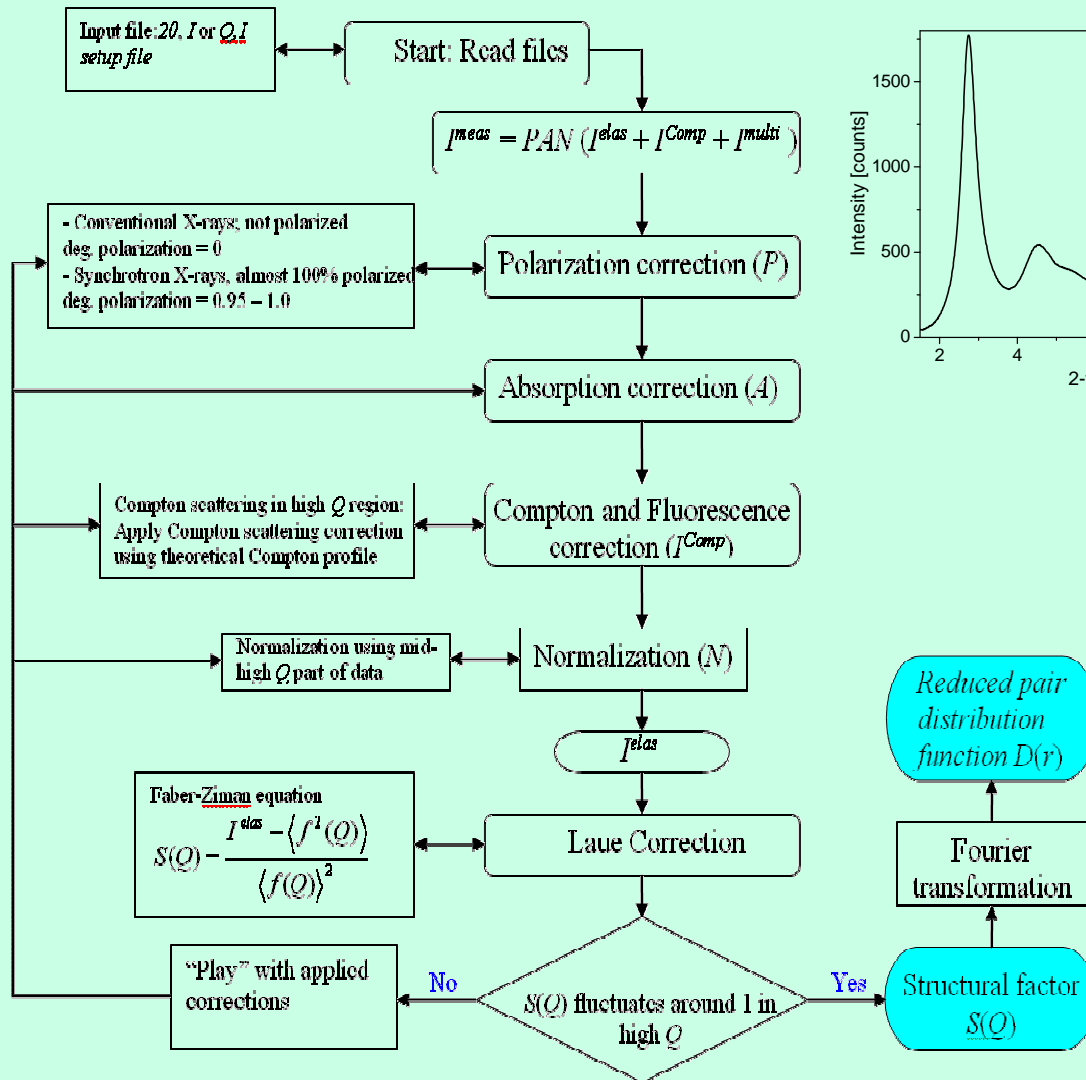 Input file:2θ, I or Q,I
setup file
Start: Read files
I^meas = PAN (I^elas + I^Comp + I^multi)
- Conventional X-rays; not polarized
deg. polarization = 0
- Synchrotron X-rays, almost 100% polarized
deg. polarization = 0.95 – 1.0
Polarization correction (P)
Absorption correction (A)
Compton scattering in high Q region:
Apply Compton scattering correction
using theoretical Compton profile
Compton and Fluorescence
correction (I^Comp)
Normalization using mid-
high Q part of data
Normalization (N)
I^elas
Faber-Ziman equation
S(Q) = (I^elas – ⟨f²(Q)⟩) / ⟨f(Q)⟩²
Laue Correction
"Play" with applied
corrections
No
S(Q) fluctuates around 1 in
high Q
Yes
Structural factor
S(Q)
Fourier
transformation
Reduced pair
distribution
function D(r)
Intensity [counts]
1500
1000
500
0
2
4